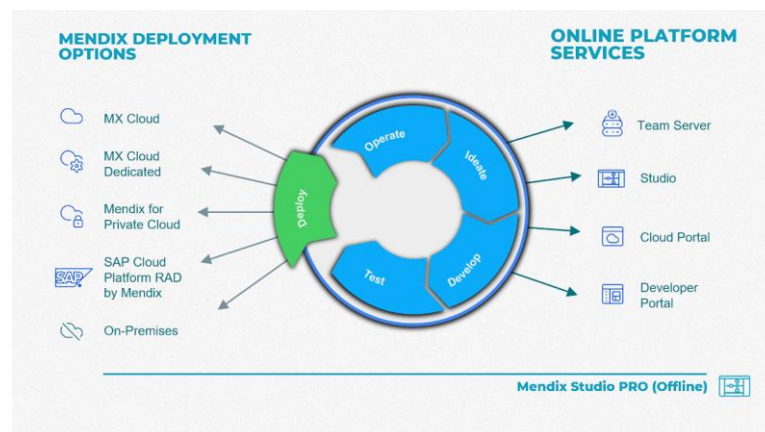 MENDIX DEPLOYMENT
OPTIONS
MX Cloud
MX Cloud
Dedicated
Mendix for
Private Cloud
SAP
SAP Cloud
Platform RAD
by Mendix
On-Premises
Operate
Ideate
Develop
Test
Deploy
ONLINE PLATFORM
SERVICES
Team Server
Studio
Cloud Portal
Developer
Portal
Mendix Studio PRO (Offline)